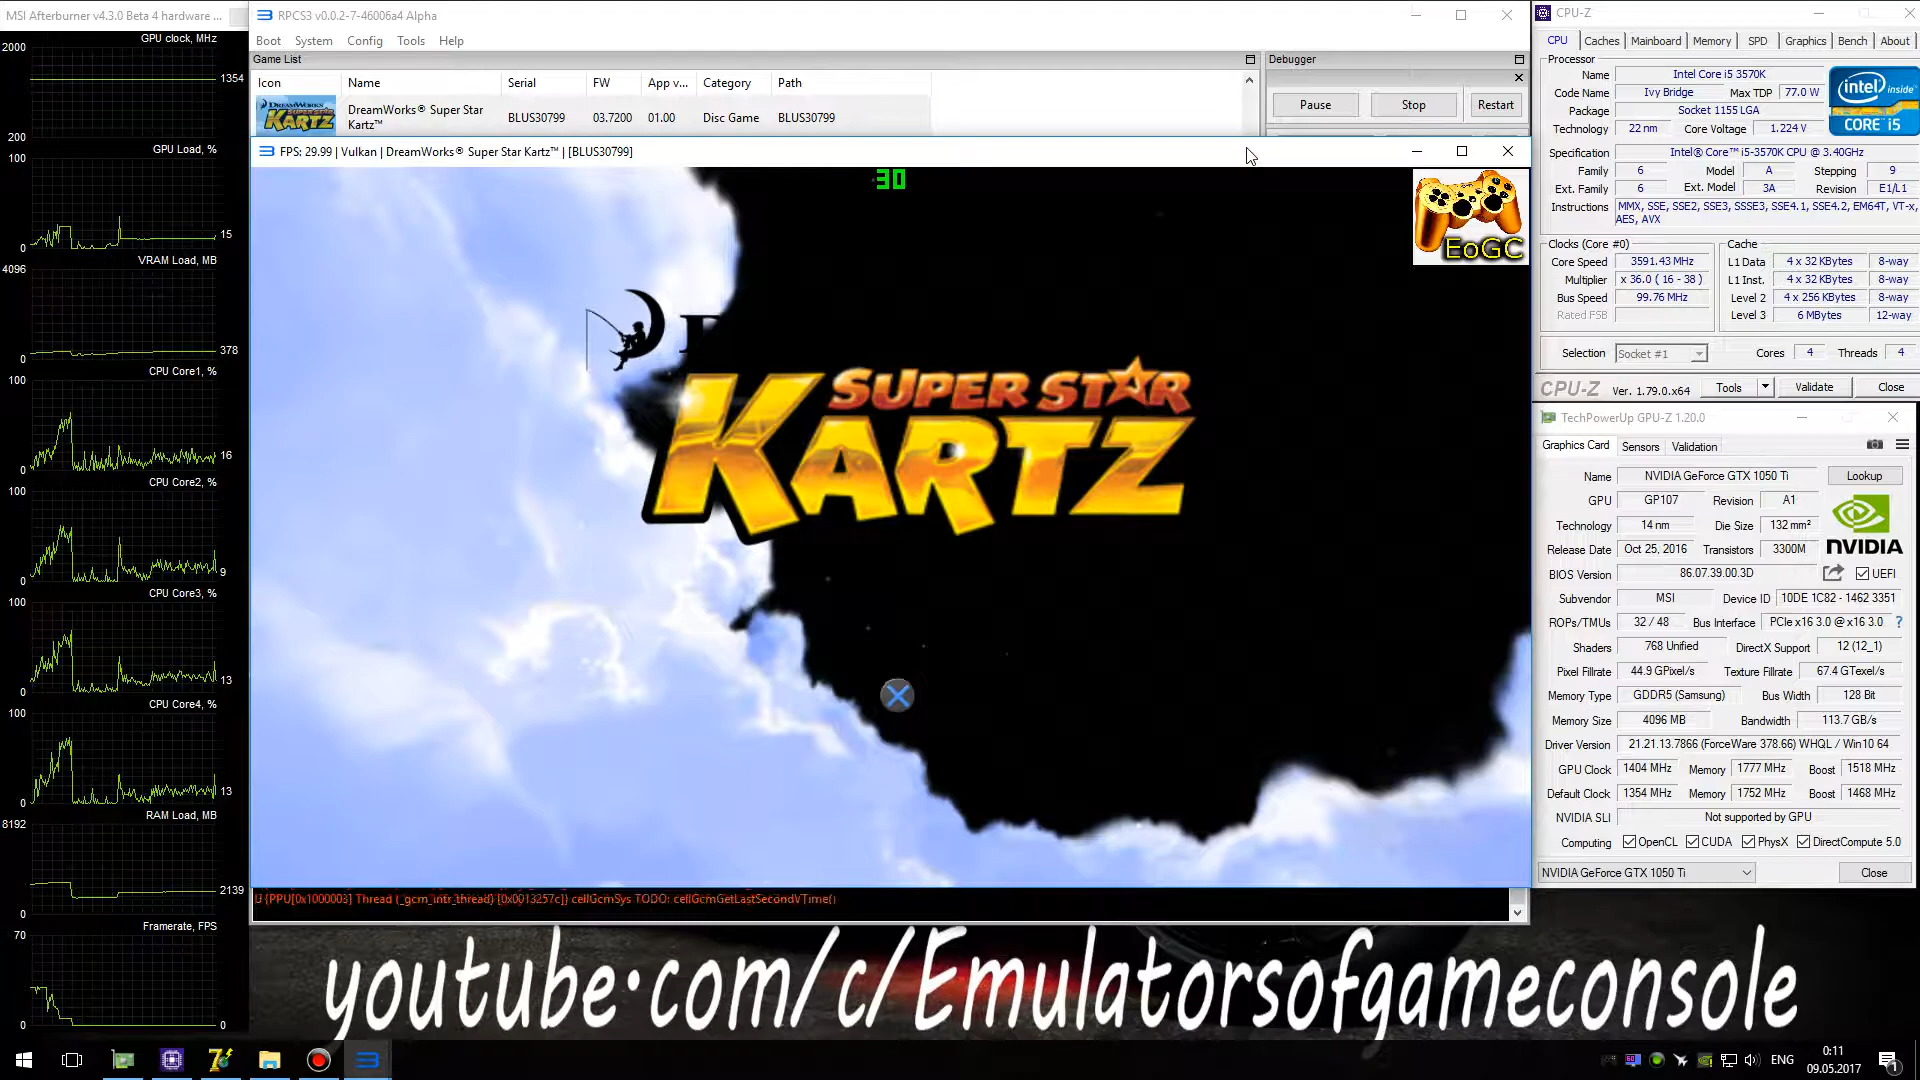 MSI Afterburner v4.3.0 Beta 4 hardware ...
GPU clock, MHz
2000
1354
200
GPU Load, %
100
15
0
VRAM Load, MB
4096
378
0
CPU Core1, %
100
16
0
CPU Core2, %
100
9
0
CPU Core3, %
100
13
0
CPU Core4, %
100
13
0
RAM Load, MB
8192
2139
0
Framerate, FPS
70
0
0
RPCS3 v0.0.2-7-46006a4 Alpha
Boot System Config Tools Help
Game List
Icon Name Serial FW App v... Category Path
DREAMWORKS
SUPER STAR
KARTZ
DreamWorks® Super Star
Kartz™ BLUS30799 03.7200 01.00 Disc Game BLUS30799
Debugger
Pause Stop Restart
FPS: 29.99 | Vulkan | DreamWorks® Super Star Kartz™ | [BLUS30799]
30
EoGC
SUPER STAR
KARTZ
U {PPU[0x1000003] Thread (_gcm_intr_thread) [0x0013257c]} cellGcmSys TODO: cellGcmGetLastSecondVTime()
CPU-Z
CPU Caches Mainboard Memory SPD Graphics Bench About
Processor
Name Intel Core i5 3570K
Code Name Ivy Bridge Max TDP 77.0 W
Package Socket 1155 LGA
Technology 22 nm Core Voltage 1.224 V
intel inside
CORE i5
Specification Intel® Core™ i5-3570K CPU @ 3.40GHz
Family 6 Model A Stepping 9
Ext. Family 6 Ext. Model 3A Revision E1/L1
Instructions MMX, SSE, SSE2, SSE3, SSSE3, SSE4.1, SSE4.2, EM64T, VT-x,
AES, AVX
Clocks (Core #0) Cache
Core Speed 3591.43 MHz L1 Data 4 x 32 KBytes 8-way
Multiplier x 36.0 ( 16 - 38 ) L1 Inst. 4 x 32 KBytes 8-way
Bus Speed 99.76 MHz Level 2 4 x 256 KBytes 8-way
Rated FSB Level 3 6 MBytes 12-way
Selection Socket #1 Cores 4 Threads 4
CPU-Z Ver. 1.79.0.x64 Tools Validate Close
TechPowerUp GPU-Z 1.20.0
Graphics Card Sensors Validation
Name NVIDIA GeForce GTX 1050 Ti Lookup
GPU GP107 Revision A1
Technology 14 nm Die Size 132 mm²
Release Date Oct 25, 2016 Transistors 3300M
NVIDIA
BIOS Version 86.07.39.00.3D UEFI
Subvendor MSI Device ID 10DE 1C82 - 1462 3351
ROPs/TMUs 32 / 48 Bus Interface PCIe x16 3.0 @ x16 3.0 ?
Shaders 768 Unified DirectX Support 12 (12_1)
Pixel Fillrate 44.9 GPixel/s Texture Fillrate 67.4 GTexel/s
Memory Type GDDR5 (Samsung) Bus Width 128 Bit
Memory Size 4096 MB Bandwidth 113.7 GB/s
Driver Version 21.21.13.7866 (ForceWare 378.66) WHQL / Win10 64
GPU Clock 1404 MHz Memory 1777 MHz Boost 1518 MHz
Default Clock 1354 MHz Memory 1752 MHz Boost 1468 MHz
NVIDIA SLI Not supported by GPU
Computing OpenCL CUDA PhysX DirectCompute 5.0
NVIDIA GeForce GTX 1050 Ti Close
youtube.com/c/Emulatorsofgameconsole
ENG
0:11
09.05.2017
1